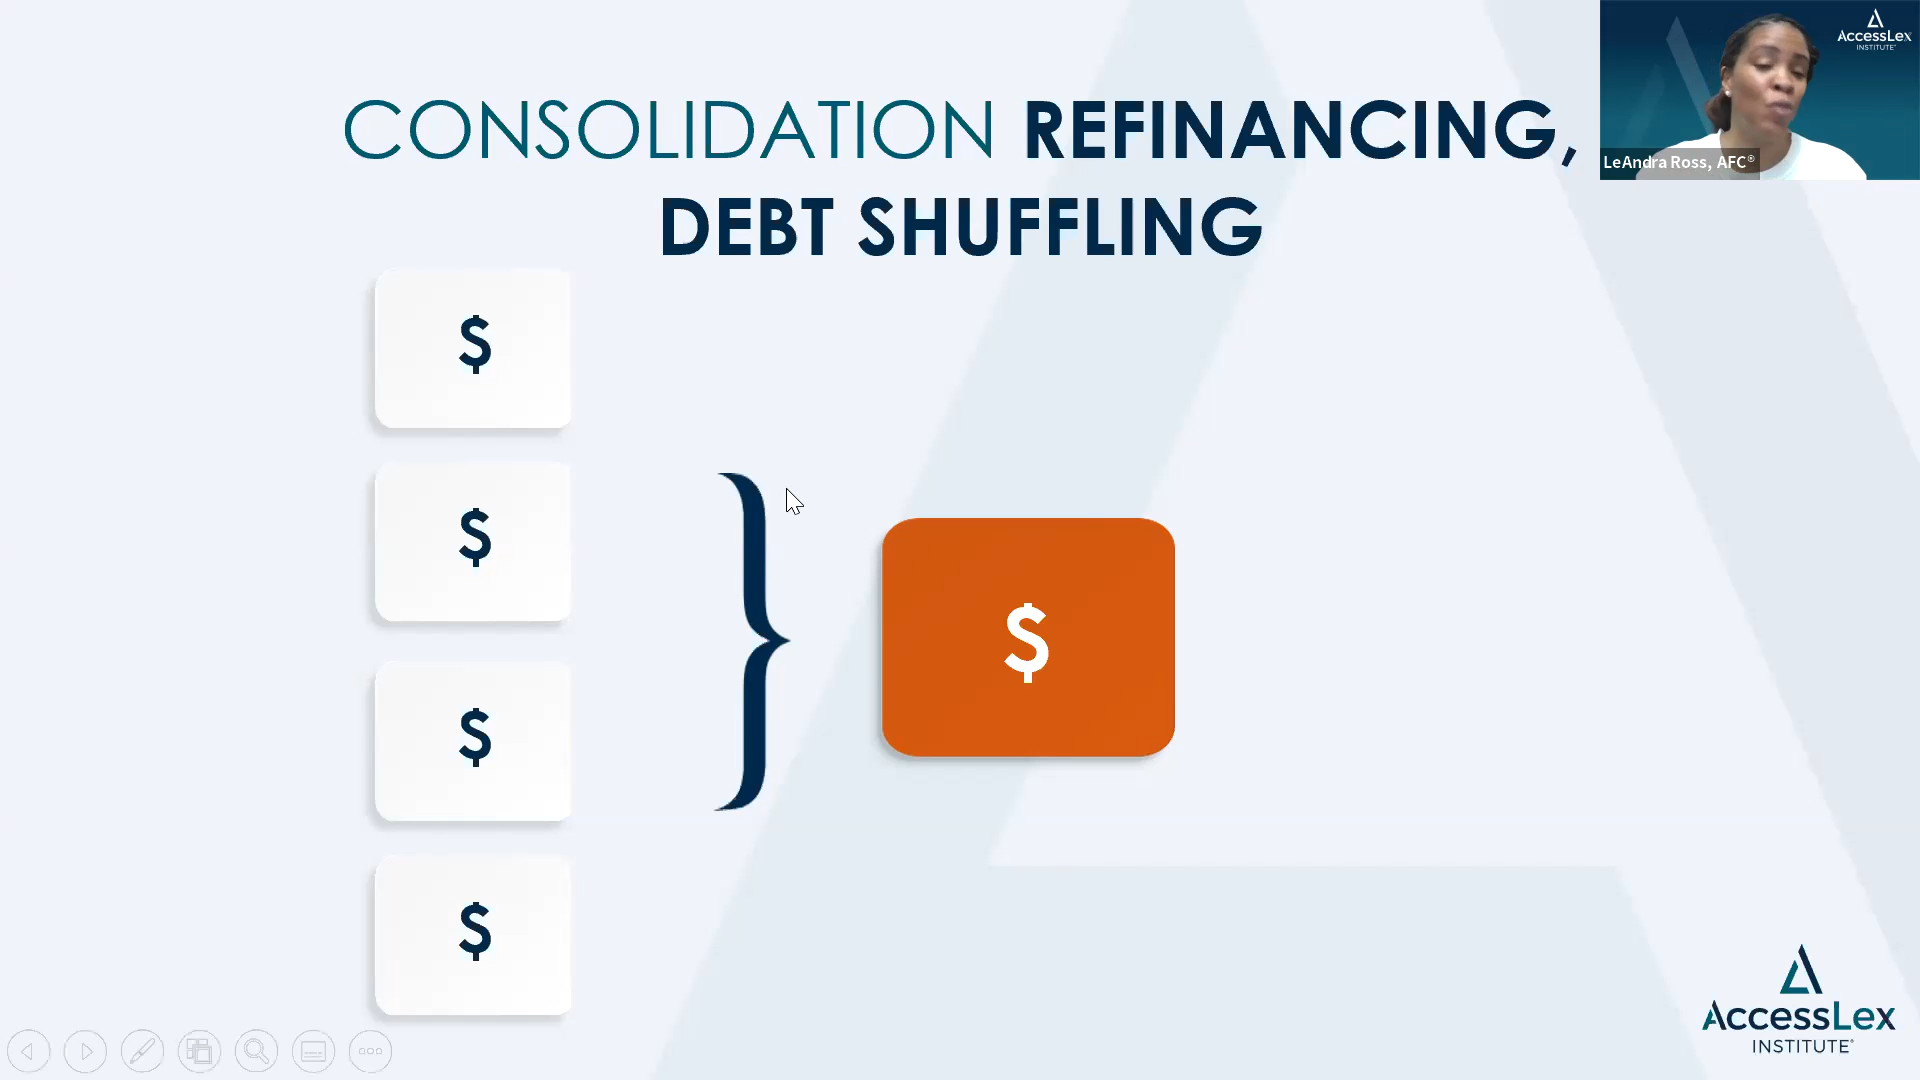 CONSOLIDATION REFINANCING,
DEBT SHUFFLING
AccessLex
INSTITUTE®
LeAndra Ross, AFC®
$
$
$
$
$
AccessLex
INSTITUTE®